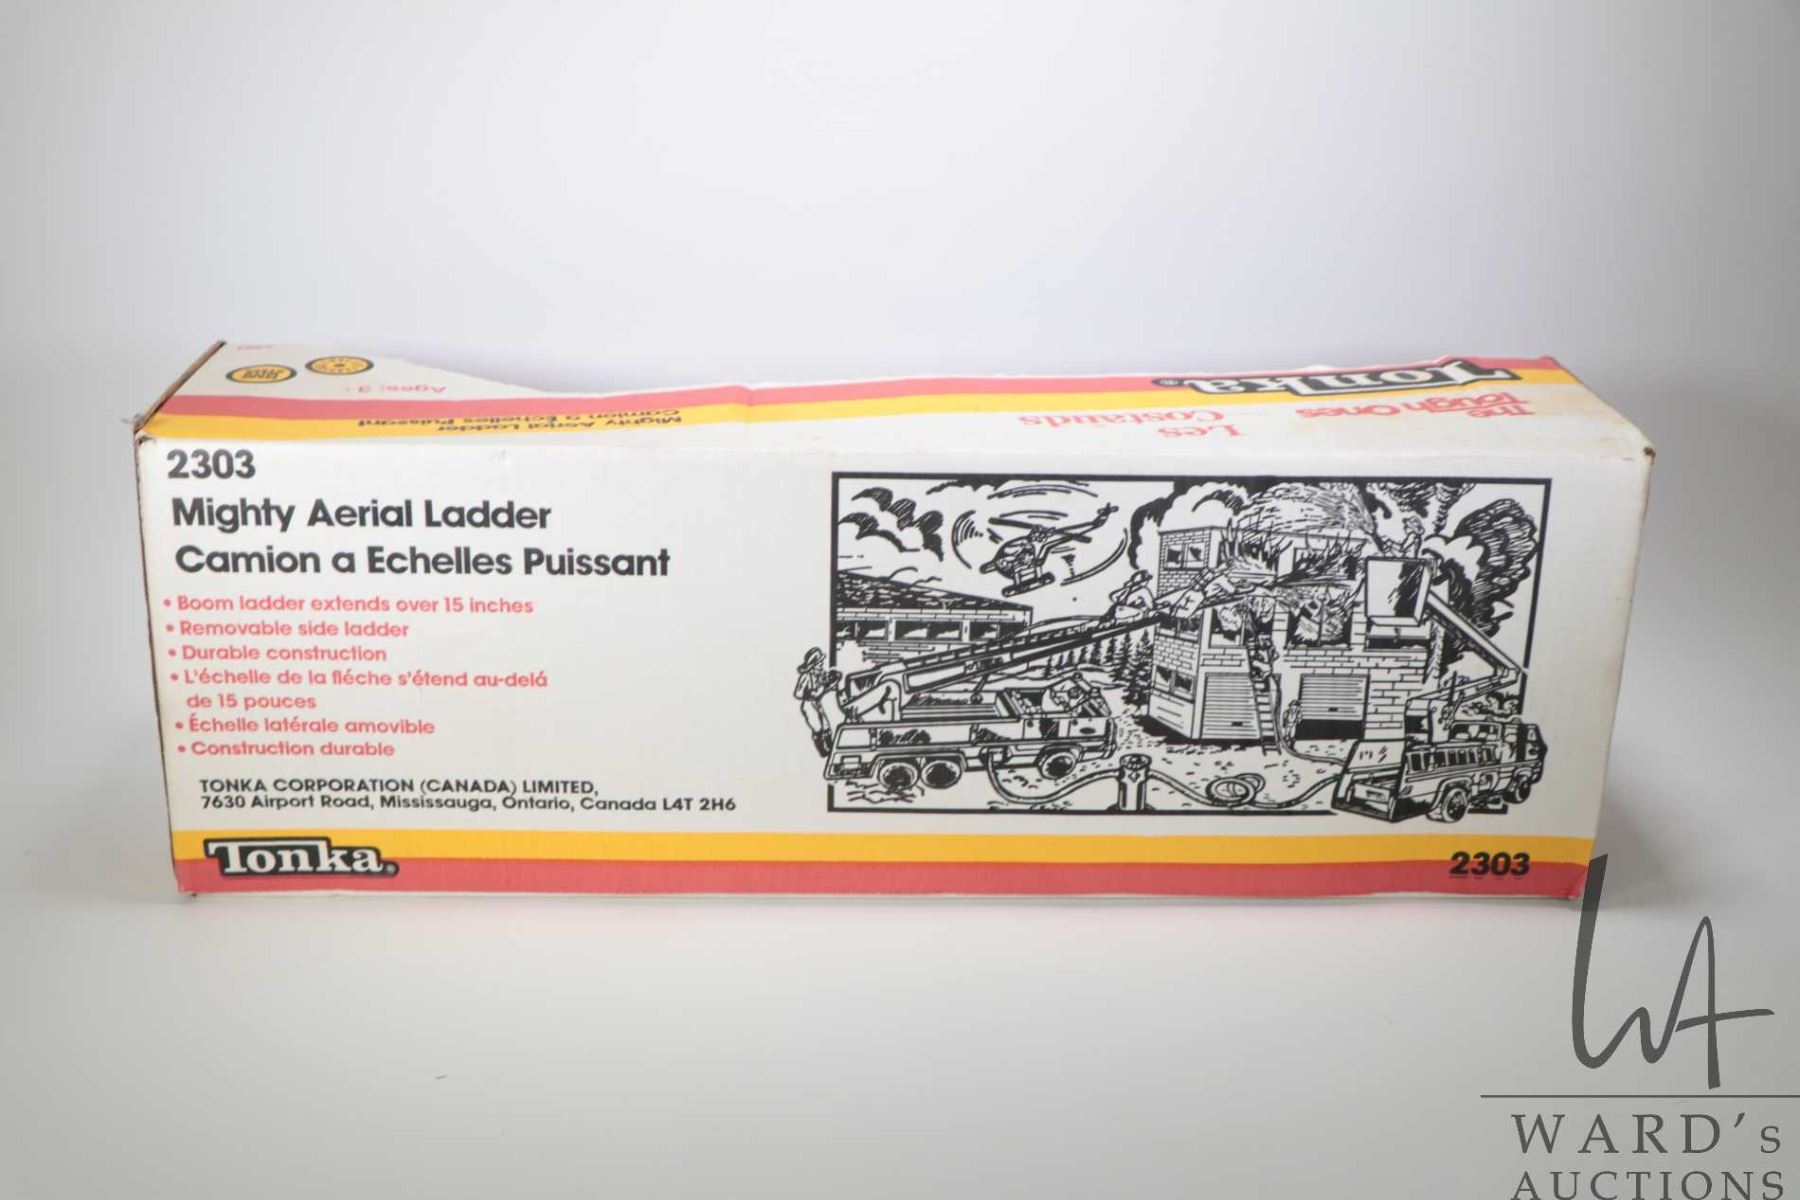 Tonka®
The
Tough Ones
Les
Costauds
Ages: 3+
Mighty Aerial Ladder
Camion a Echelles Puissant
2303
Mighty Aerial Ladder
Camion a Echelles Puissant
• Boom ladder extends over 15 inches
• Removable side ladder
• Durable construction
• L'échelle de la fléche s'étend au-delá
de 15 pouces
• Échelle latérale amovible
• Construction durable
TONKA CORPORATION (CANADA) LIMITED,
7630 Airport Road, Mississauga, Ontario, Canada L4T 2H6
Tonka®
2303
WA
WARD's
AUCTIONS